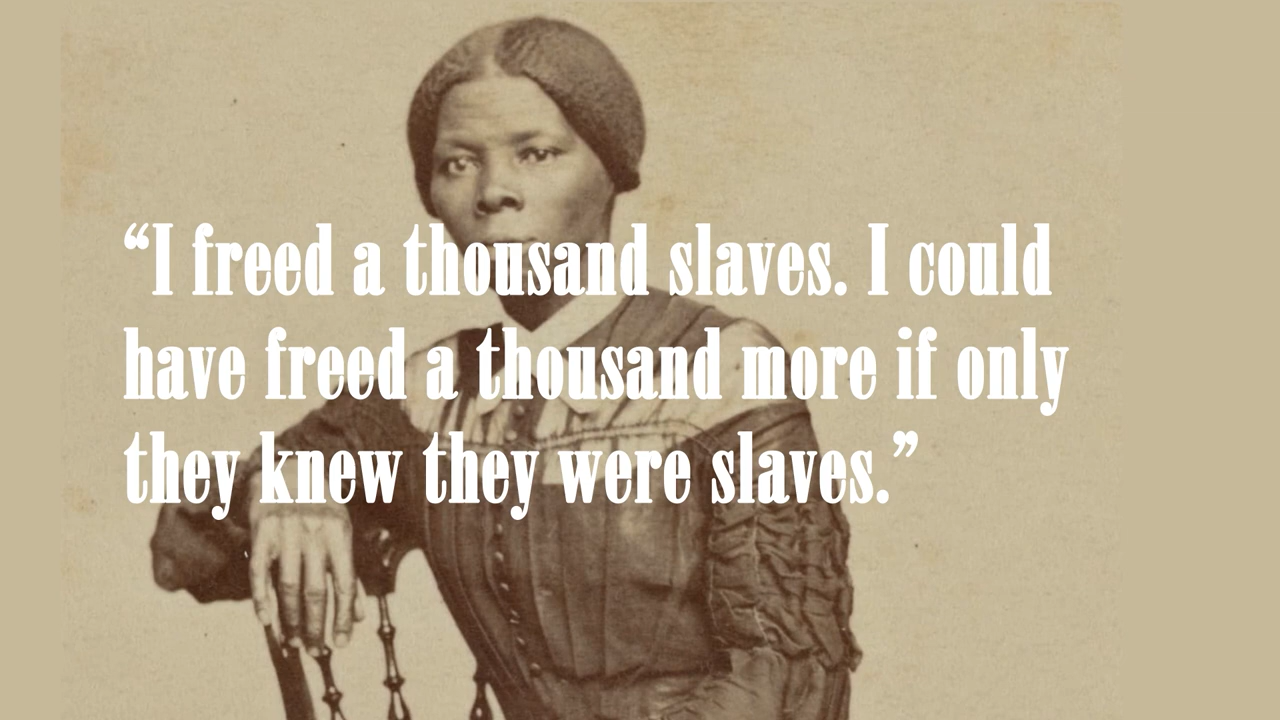 “I freed a thousand slaves. I could
have freed a thousand more if only
they knew they were slaves.”